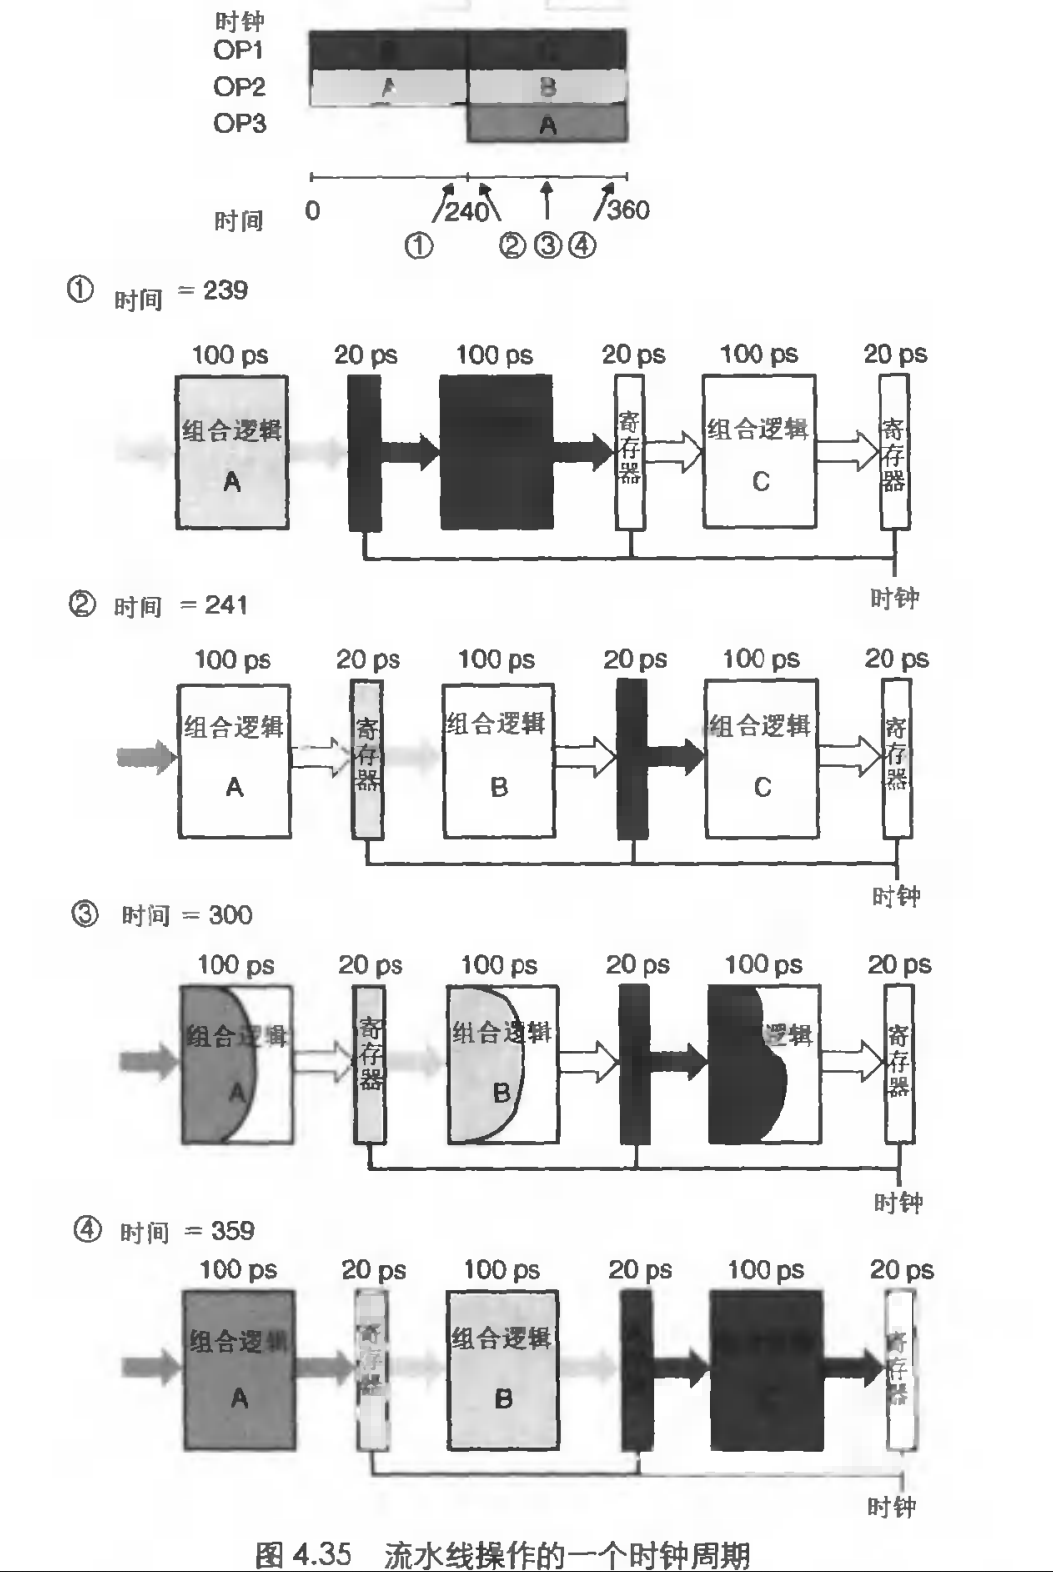 时钟
OP1
OP2 A B
OP3 A
时间 0 240 360
① ② ③ ④
① 时间 = 239
100 ps 20 ps 100 ps 20 ps 100 ps 20 ps
组合逻辑 A 寄存器 组合逻辑 C 寄存器
时钟
② 时间 = 241
100 ps 20 ps 100 ps 20 ps 100 ps 20 ps
组合逻辑 A 寄存器 组合逻辑 B 组合逻辑 C 寄存器
时钟
③ 时间 = 300
100 ps 20 ps 100 ps 20 ps 100 ps 20 ps
组合逻辑 A 寄存器 组合逻辑 B 逻辑 寄存器
时钟
④ 时间 = 359
100 ps 20 ps 100 ps 20 ps 100 ps 20 ps
组合逻辑 A 寄存器 组合逻辑 B 寄存器
时钟
图 4.35 流水线操作的一个时钟周期